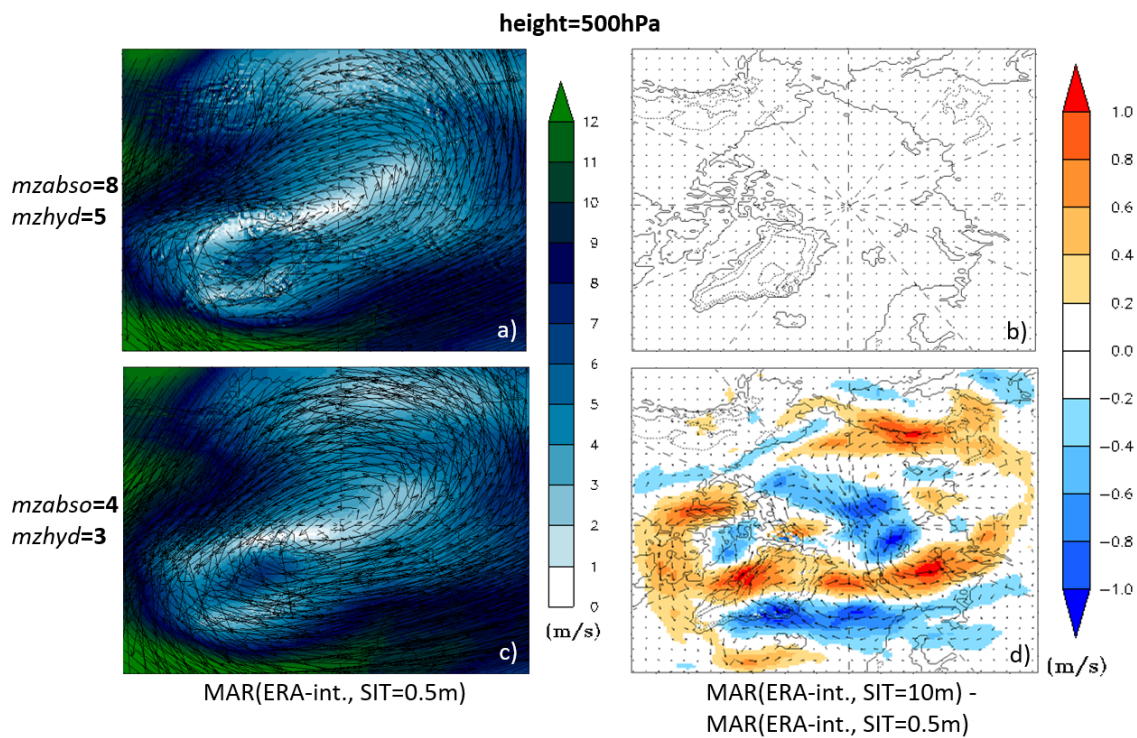 height=500hPa
mzabso=8
mzhyd=5
a)
12
11
10
9
8
7
6
5
4
3
2
1
0
(m/s)
b)
1.0
0.8
0.6
0.4
0.2
0.0
−0.2
−0.4
−0.6
−0.8
−1.0
(m/s)
mzabso=4
mzhyd=3
c)
d)
MAR(ERA-int., SIT=0.5m)
MAR(ERA-int., SIT=10m) -
MAR(ERA-int., SIT=0.5m)